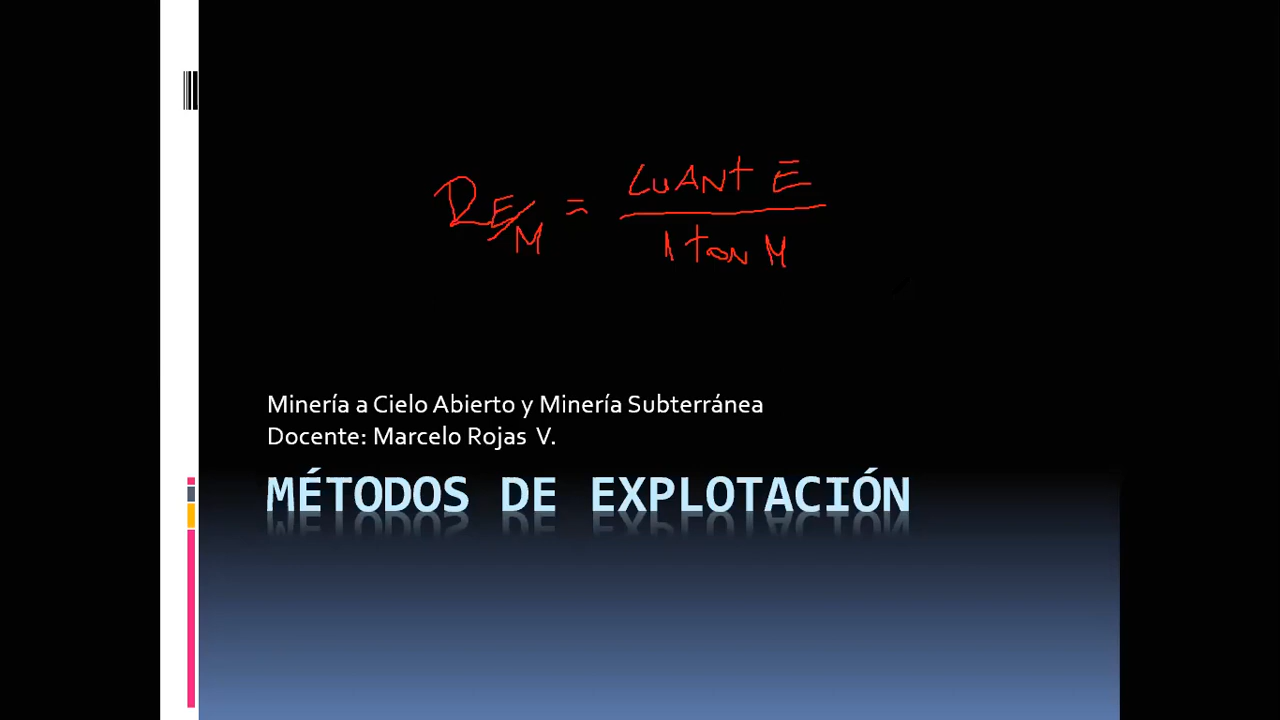 RE/M = CUANT E
1 ton M
Minería a Cielo Abierto y Minería Subterránea
Docente: Marcelo Rojas V.
MÉTODOS DE EXPLOTACIÓN